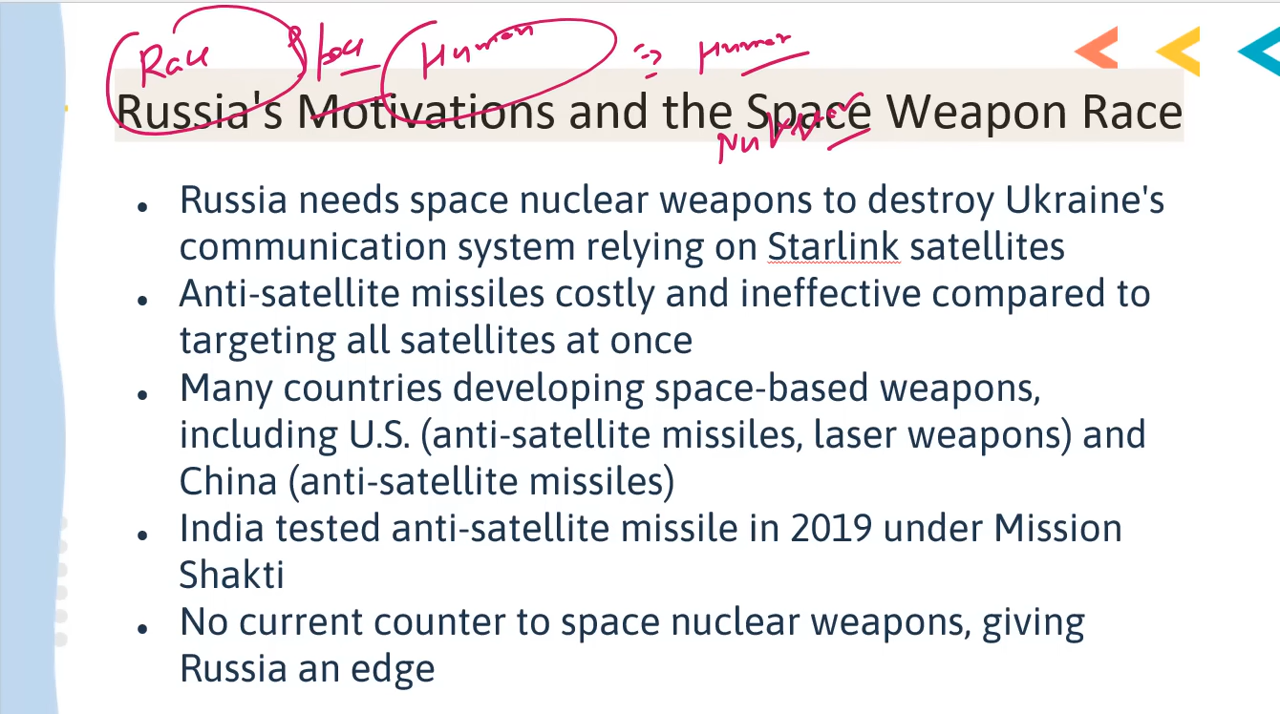 Race Human => Human
Russia's Motivations and the Space Weapon Race
• Russia needs space nuclear weapons to destroy Ukraine's
communication system relying on Starlink satellites
• Anti-satellite missiles costly and ineffective compared to
targeting all satellites at once
• Many countries developing space-based weapons,
including U.S. (anti-satellite missiles, laser weapons) and
China (anti-satellite missiles)
• India tested anti-satellite missile in 2019 under Mission
Shakti
• No current counter to space nuclear weapons, giving
Russia an edge